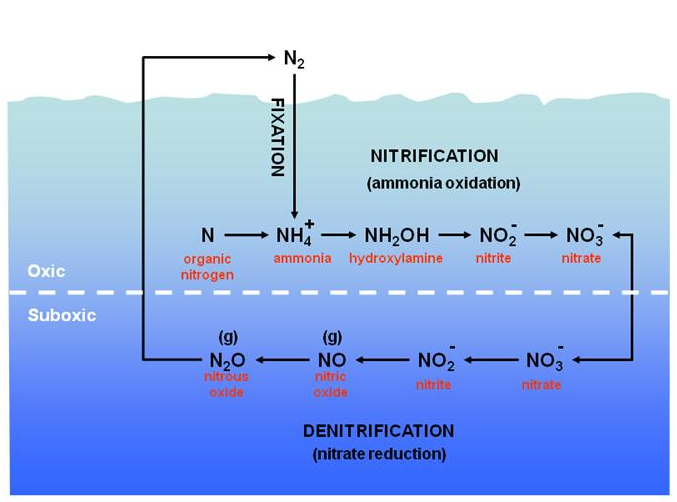 N₂
FIXATION
NITRIFICATION
(ammonia oxidation)
N NH₄⁺ NH₂OH NO₂⁻ NO₃⁻
organic ammonia hydroxylamine nitrite nitrate
nitrogen
Oxic
Suboxic
(g) (g)
N₂O NO NO₂⁻ NO₃⁻
nitrous nitric nitrite nitrate
oxide oxide
DENITRIFICATION
(nitrate reduction)